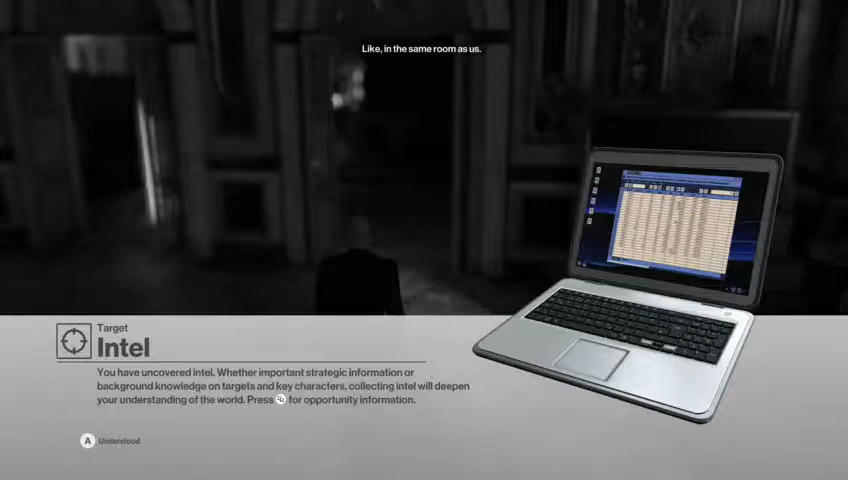 Like, in the same room as us.
Target
Intel
You have uncovered intel. Whether important strategic information or
background knowledge on targets and key characters, collecting intel will deepen
your understanding of the world. Press for opportunity information.
A Understood